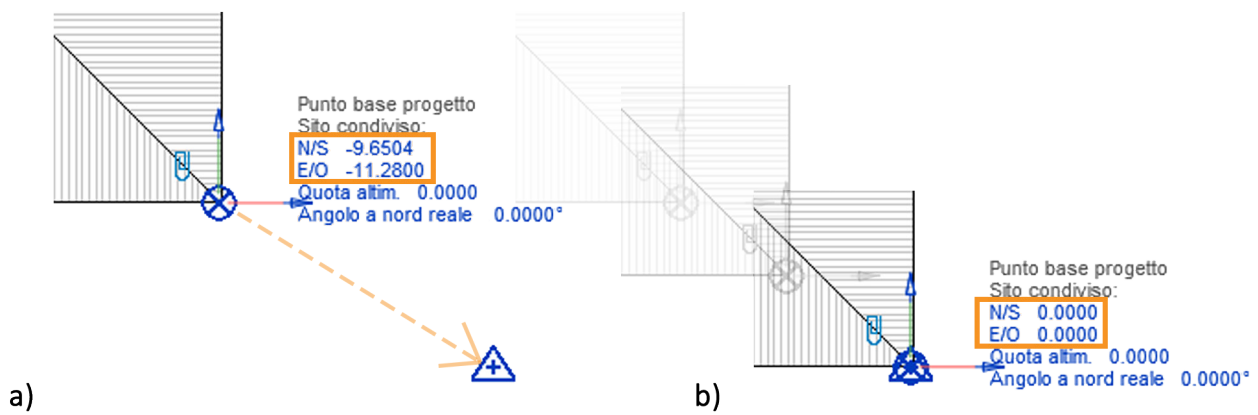 Punto base progetto
Sito condiviso:
N/S -9.6504
E/O -11.2800
Quota altim. 0.0000
Angolo a nord reale 0.0000°
a)
Punto base progetto
Sito condiviso:
N/S 0.0000
E/O 0.0000
Quota altim. 0.0000
Angolo a nord reale 0.0000°
b)